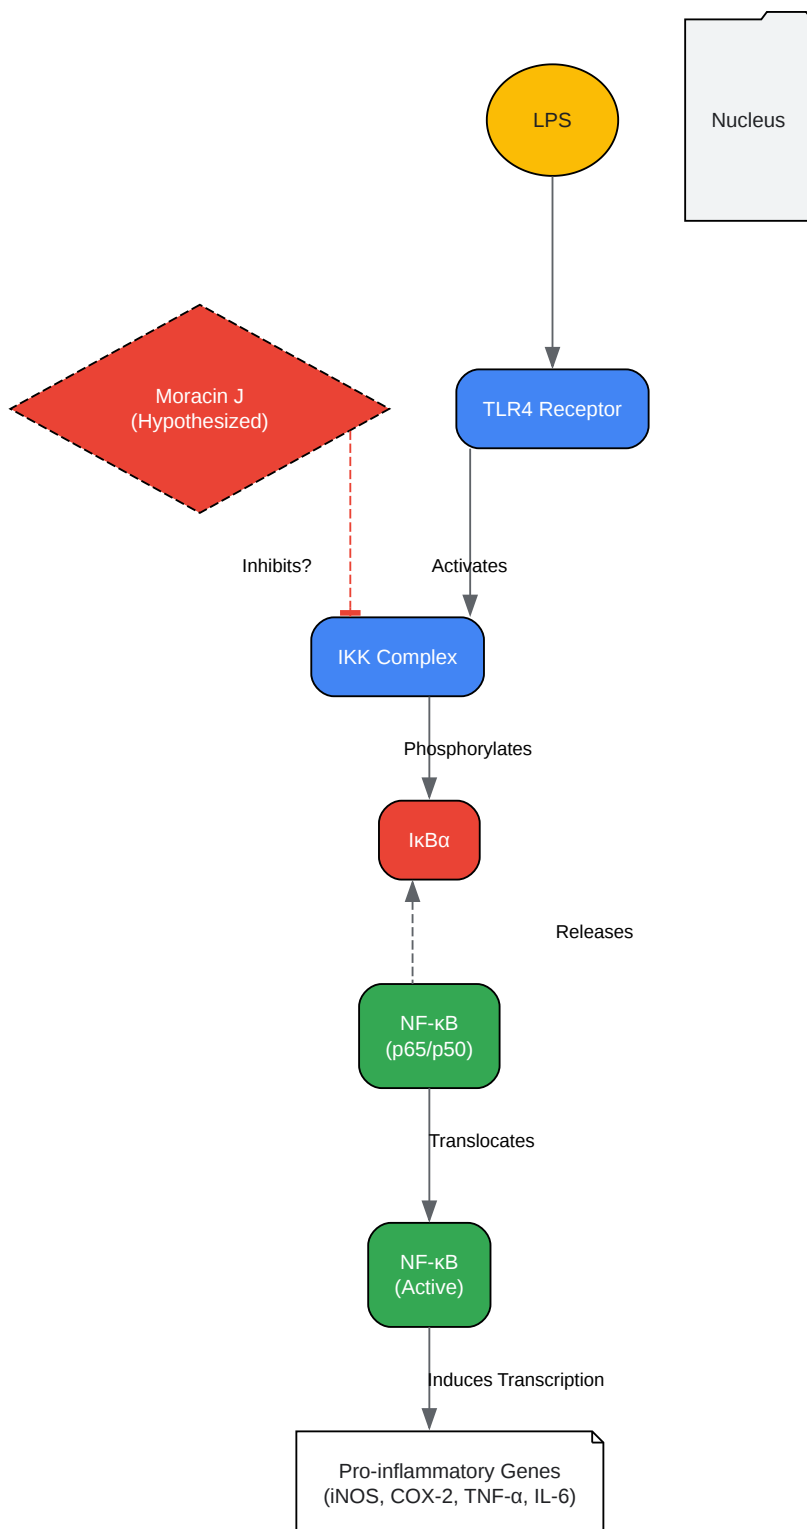 LPS
Nucleus
Moracin J
(Hypothesized)
TLR4 Receptor
Inhibits?
Activates
IKK Complex
Phosphorylates
IκBα
Releases
NF-κB
(p65/p50)
Translocates
NF-κB
(Active)
Induces Transcription
Pro-inflammatory Genes
(iNOS, COX-2, TNF-α, IL-6)